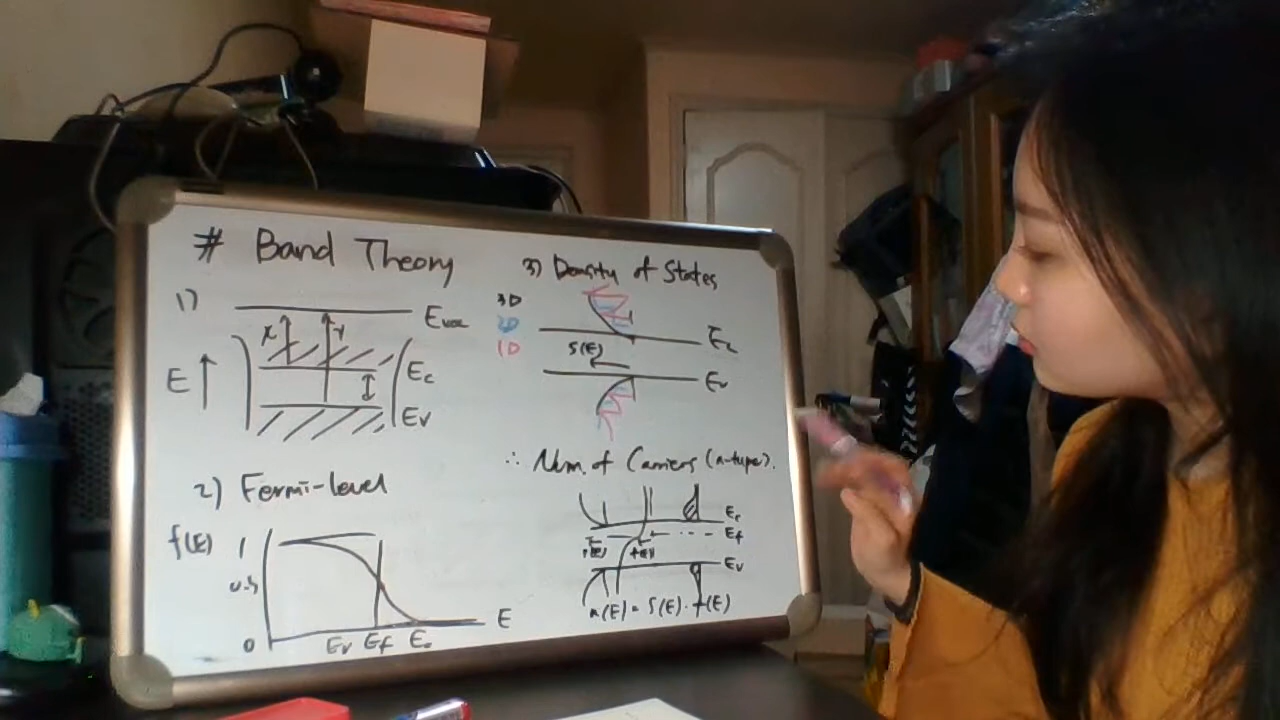 # Band Theory
1)
Evac
χ
E
Ec
Ev
2) Fermi-level
f(E)
1
0.5
0
Ev Ef Ec
E
3) Density of States
3D
2D
1D
Ec
S(E)
Ev
∴ Num. of Carriers (n-type).
Ec
Ef
f(E)
Ev
n(E) = S(E) · f(E)